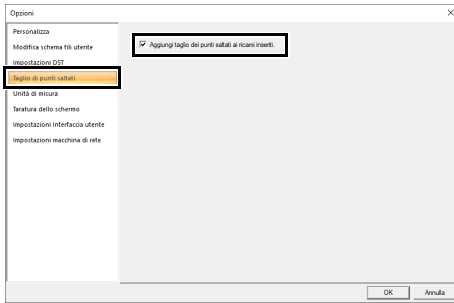 Opzioni
Personalizza
Modifica schema fili utente
Impostazioni DST
Taglio di punti saltati
Unità di misura
Taratura dello schermo
Impostazioni Interfaccia utente
Impostazioni macchina di rete
Aggiungi taglio dei punti saltati ai ricami inseriti.
OK
Annulla